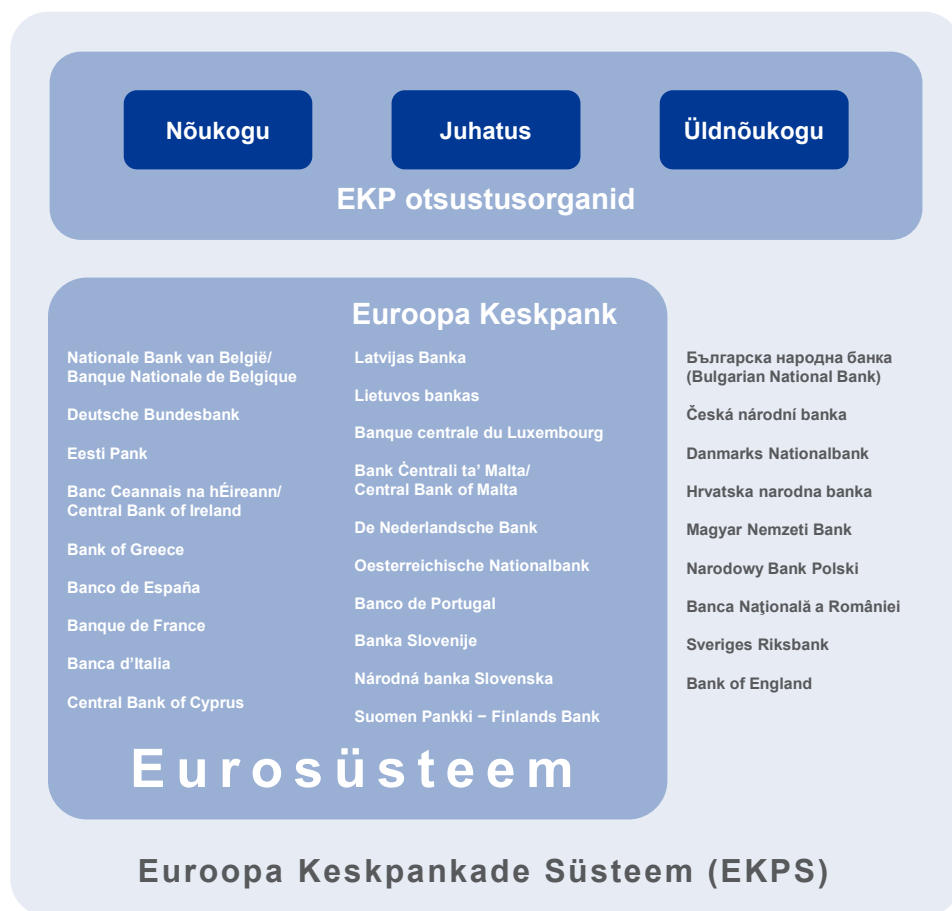 Nõukogu
Juhatus
Üldnõukogu
EKP otsustusorganid
Euroopa Keskpank
Nationale Bank van België/
Banque Nationale de Belgique
Deutsche Bundesbank
Eesti Pank
Banc Ceannais na hÉireann/
Central Bank of Ireland
Bank of Greece
Banco de España
Banque de France
Banca d’Italia
Central Bank of Cyprus
Latvijas Banka
Lietuvos bankas
Banque centrale du Luxembourg
Bank Ċentrali ta’ Malta/
Central Bank of Malta
De Nederlandsche Bank
Oesterreichische Nationalbank
Banco de Portugal
Banka Slovenije
Národná banka Slovenska
Suomen Pankki − Finlands Bank
Eurosüsteem
Българска народна банка
(Bulgarian National Bank)
Česká národní banka
Danmarks Nationalbank
Hrvatska narodna banka
Magyar Nemzeti Bank
Narodowy Bank Polski
Banca Naţională a României
Sveriges Riksbank
Bank of England
Euroopa Keskpankade Süsteem (EKPS)